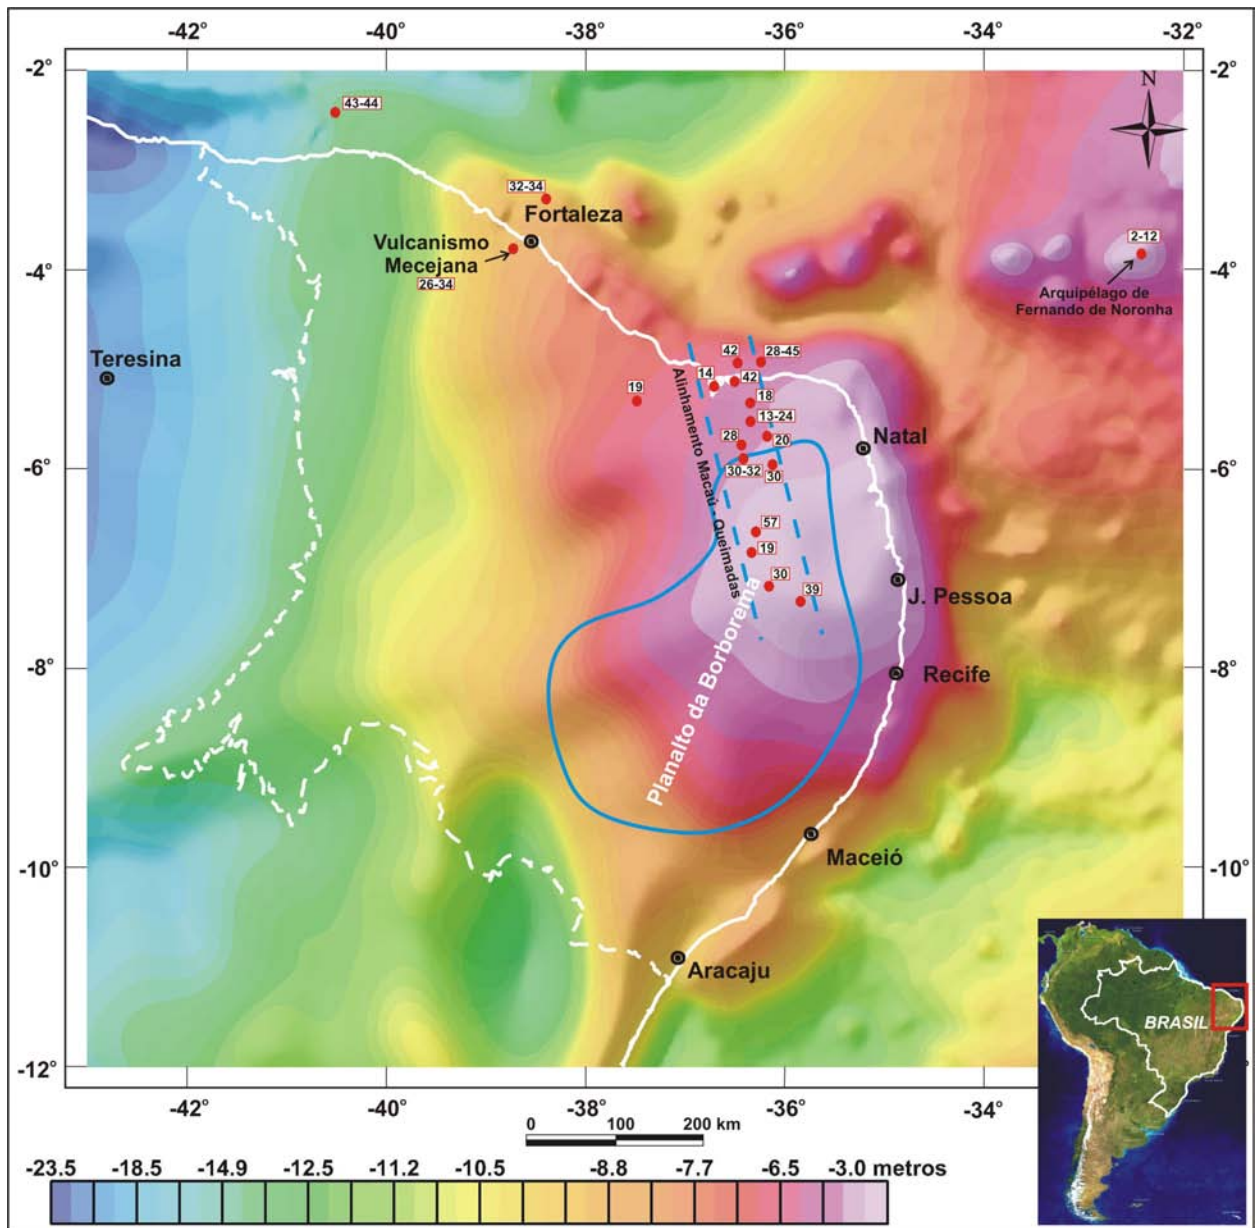 -42° -40° -38° -36° -34° -32°
-2° -2°
N
43-44
32-34
Fortaleza
Vulcanismo
Mecejana
26-34
2-12
-4° -4°
Arquipélago de
Fernando de Noronha
Teresina
42 28-45
14 42
19
18
13-24
28 20
Natal
-6° -6°
30-32 30
Alinhamento Macaú - Queimadas
57
19
30
39
J. Pessoa
Planalto da Borborema
-8° -8°
Recife
Maceió
-10° -10°
Aracaju
BRASIL
-12°
-42° -40° -38° -36° -34°
0 100 200 km
-23.5 -18.5 -14.9 -12.5 -11.2 -10.5 -8.8 -7.7 -6.5 -3.0 metros